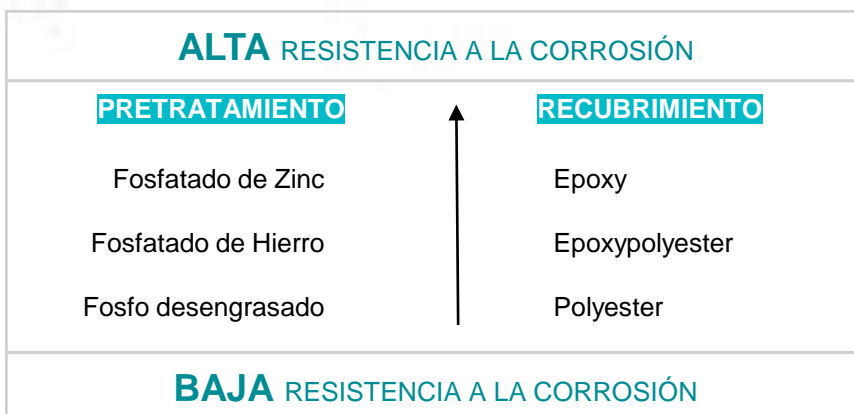 ALTA RESISTENCIA A LA CORROSIÓN
PRETRATAMIENTO RECUBRIMIENTO
Fosfatado de Zinc Epoxy
Fosfatado de Hierro Epoxypolyester
Fosfo desengrasado Polyester
BAJA RESISTENCIA A LA CORROSIÓN